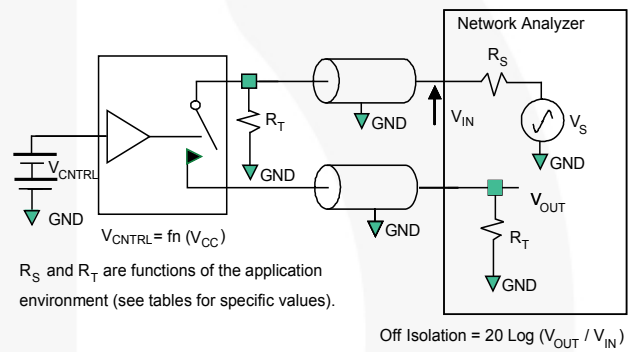 Network Analyzer
R_S
R_T
GND
V_IN
V_S
GND
V_CNTRL
GND
GND
V_OUT
GND
R_T
GND
V_CNTRL = fn (V_CC)
R_S and R_T are functions of the application
environment (see tables for specific values).
Off Isolation = 20 Log (V_OUT / V_IN)